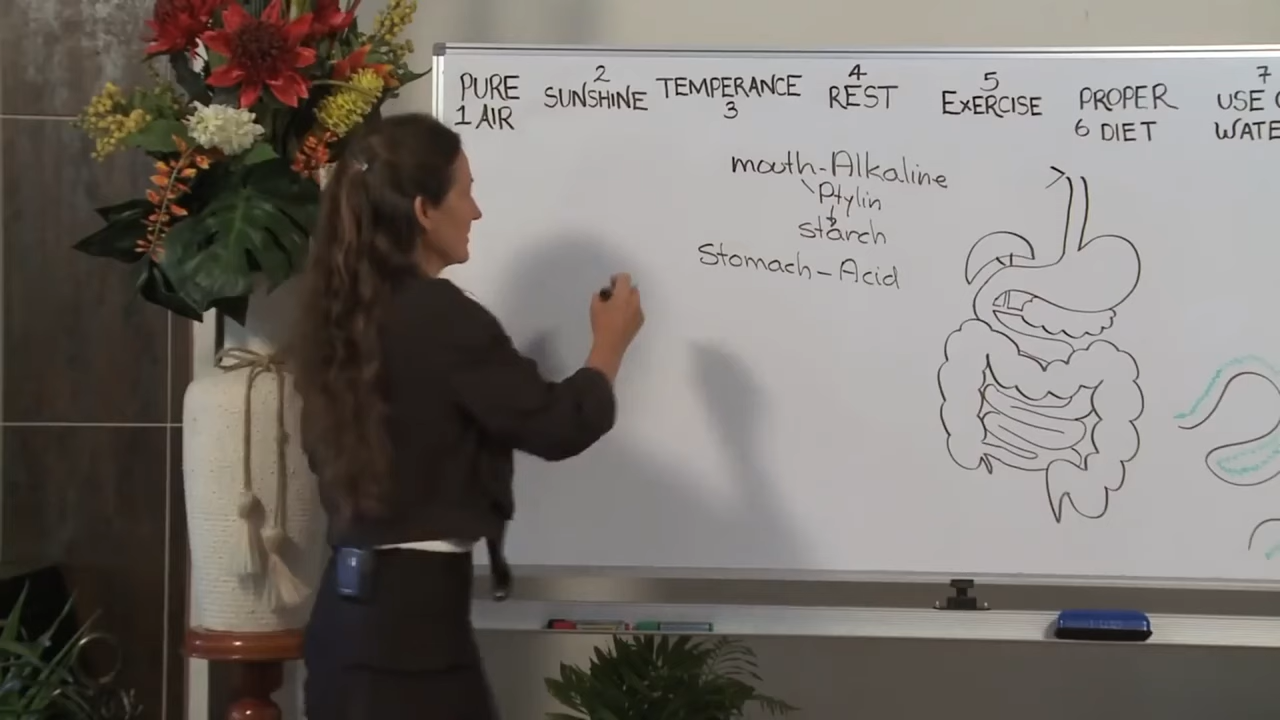 PURE
1 AIR
2
SUNSHINE
TEMPERANCE
3
4
REST
5
EXERCISE
PROPER
6 DIET
7
USE
WATE
mouth-Alkaline
Ptylin
starch
Stomach-Acid